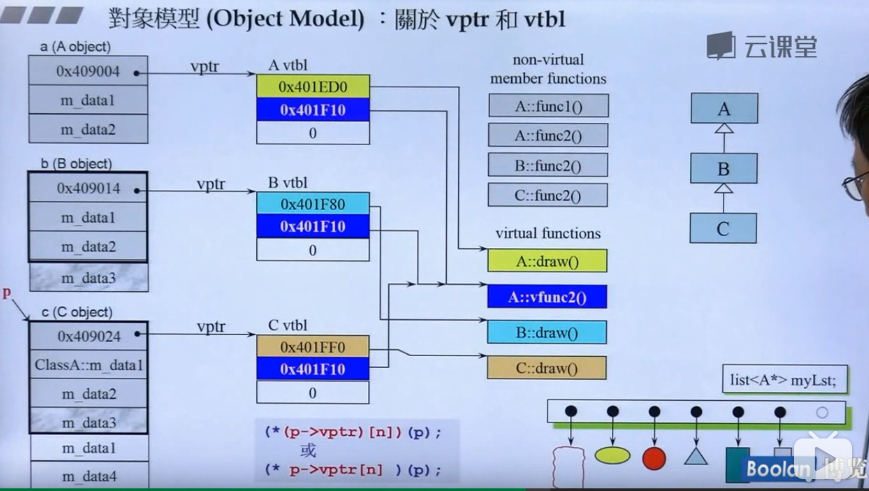 對象模型 (Object Model) ：關於 vptr 和 vtbl
云课堂
a (A object)
0x409004
m_data1
m_data2
vptr
A vtbl
0x401ED0
0x401F10
0
b (B object)
0x409014
m_data1
m_data2
m_data3
vptr
B vtbl
0x401F80
0x401F10
0
p
c (C object)
0x409024
ClassA::m_data1
m_data2
m_data3
m_data1
m_data4
vptr
C vtbl
0x401FF0
0x401F10
0
(*(p->vptr)[n])(p);
或
(* p->vptr[n] )(p);
non-virtual
member functions
A::func1()
A::func2()
B::func2()
C::func2()
virtual functions
A::draw()
A::vfunc2()
B::draw()
C::draw()
A
B
C
list<A*> myLst;
Boolan 博覽